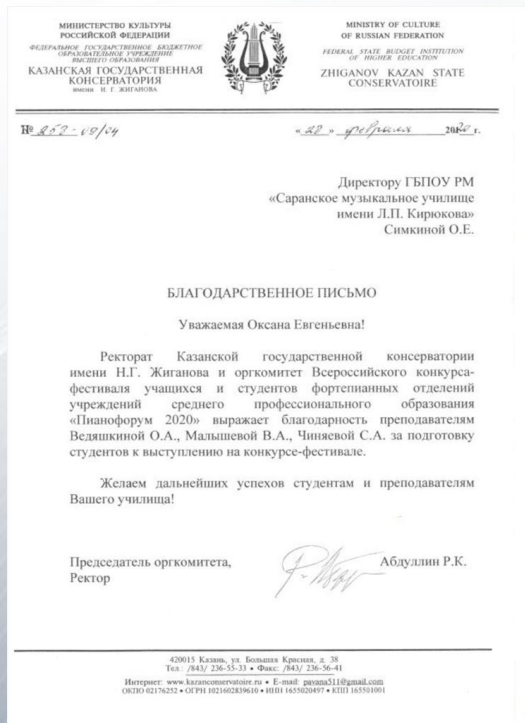 МИНИСТЕРСТВО КУЛЬТУРЫ
РОССИЙСКОЙ ФЕДЕРАЦИИ
ФЕДЕРАЛЬНОЕ ГОСУДАРСТВЕННОЕ БЮДЖЕТНОЕ
ОБРАЗОВАТЕЛЬНОЕ УЧРЕЖДЕНИЕ
ВЫСШЕГО ОБРАЗОВАНИЯ
КАЗАНСКАЯ ГОСУДАРСТВЕННАЯ
КОНСЕРВАТОРИЯ
имени Н. Г. ЖИГАНОВА
MINISTRY OF CULTURE
OF RUSSIAN FEDERATION
FEDERAL STATE BUDGET INSTITUTION
OF HIGHER EDUCATION
ZHIGANOV KAZAN STATE
CONSERVATOIRE
№ 253-09/04
« 28 » февраля 2020 г.
Директору ГБПОУ РМ
«Саранское музыкальное училище
имени Л.П. Кирюкова»
Симкиной О.Е.
БЛАГОДАРСТВЕННОЕ ПИСЬМО
Уважаемая Оксана Евгеньевна!
Ректорат Казанской государственной консерватории
имени Н.Г. Жиганова и оргкомитет Всероссийского конкурса-
фестиваля учащихся и студентов фортепианных отделений
учреждений среднего профессионального образования
«Пианофорум 2020» выражает благодарность преподавателям
Ведяшкиной О.А., Малышевой В.А., Чиняевой С.А. за подготовку
студентов к выступлению на конкурсе-фестивале.
Желаем дальнейших успехов студентам и преподавателям
Вашего училища!
Председатель оргкомитета,
Ректор
Абдуллин Р.К.
420015 Казань, ул. Большая Красная, д. 38
Тел.: /843/ 236-55-33 • Факс: /843/ 236-56-41
Интернет: www.kazanconservatoire.ru • E-mail: pavana511@gmail.com
ОКПО 02176252 • ОГРН 1021602839610 • ИНН 1655020497 • КПП 165501001